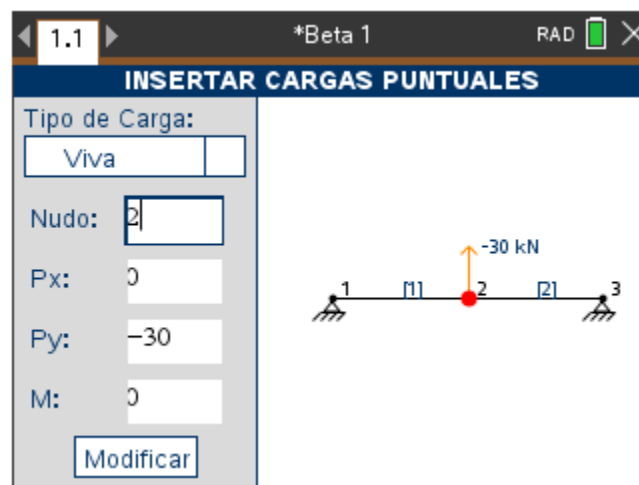 1.1 *Beta 1 RAD
INSERTAR CARGAS PUNTUALES
Tipo de Carga:
Viva
Nudo: 2
Px: 0
Py: -30
M: 0
Modificar
-30 kN
1 [1] 2 [2] 3